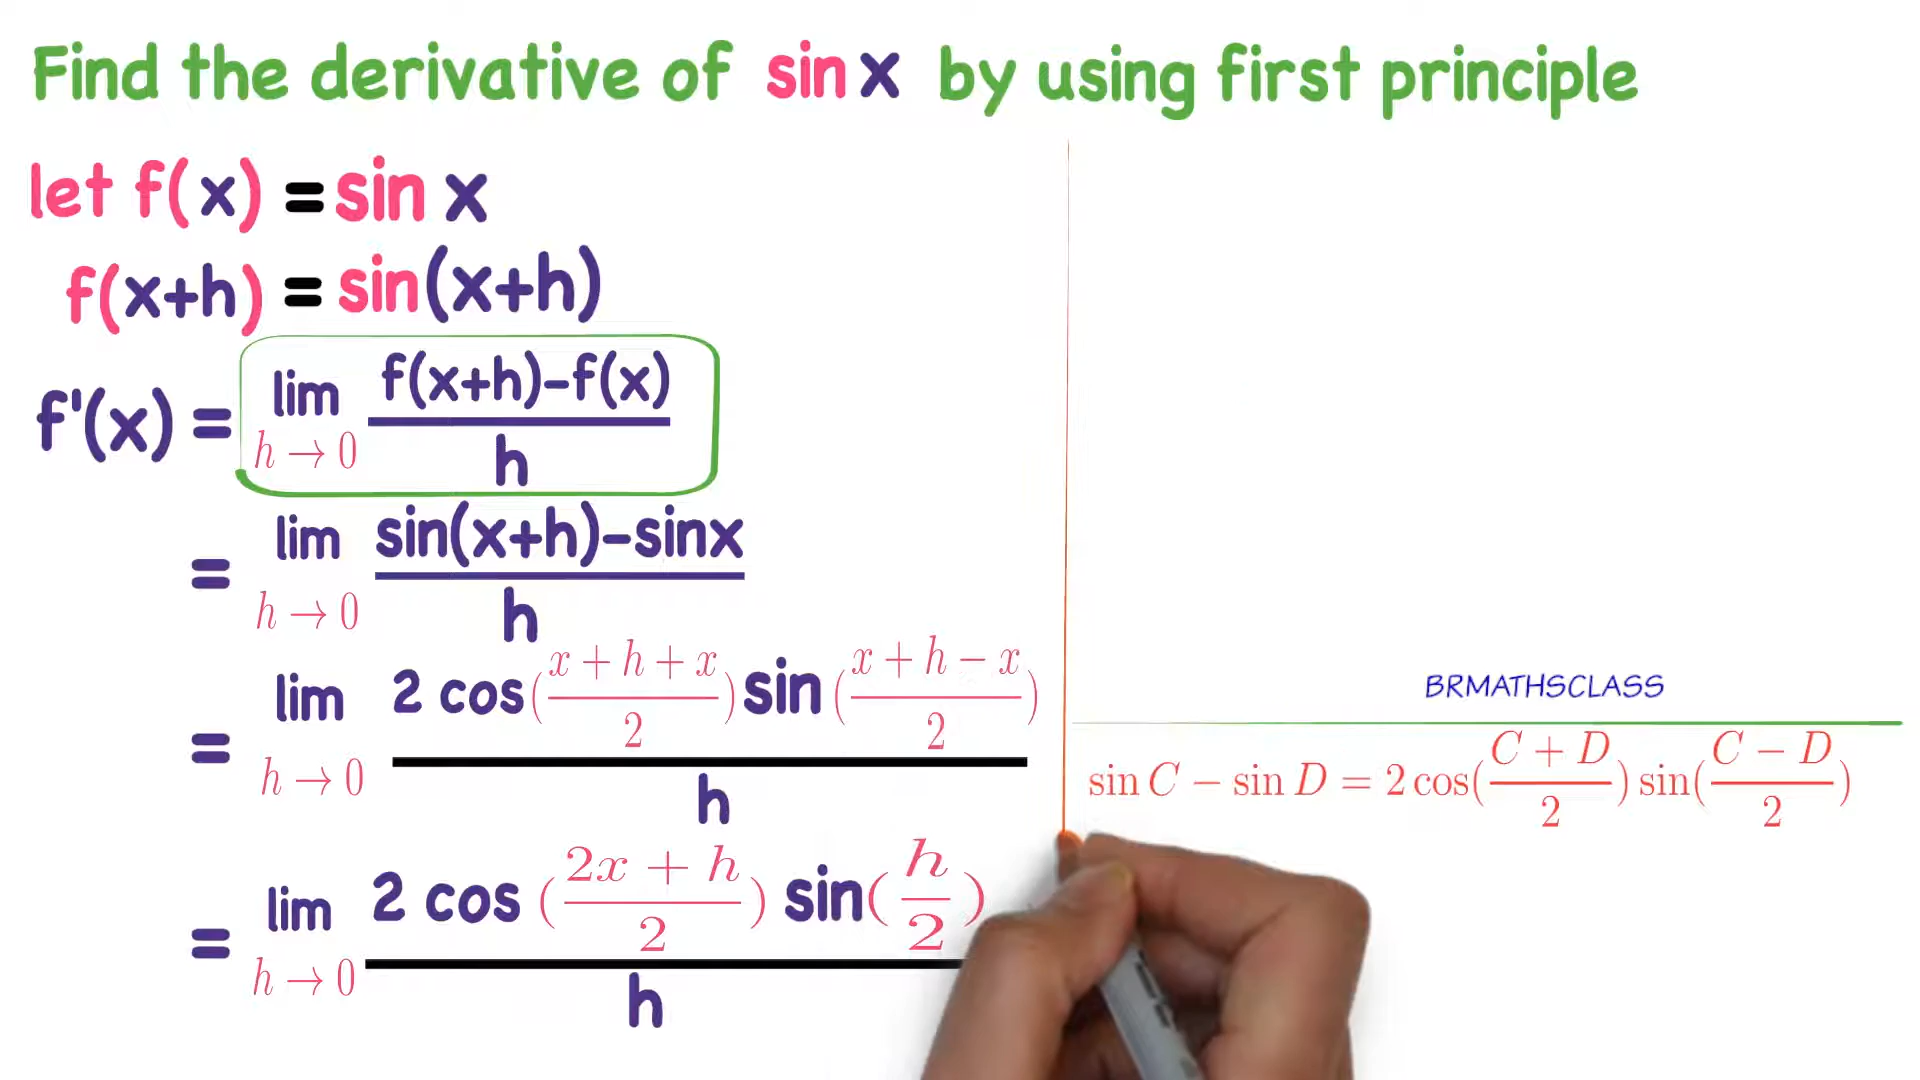 Find the derivative of sin x by using first principle
let f(x) = sin x
f(x+h) = sin(x+h)
f'(x) = lim h→0 f(x+h)-f(x) / h
= lim h→0 sin(x+h)-sinx / h
= lim h→0 2 cos(x+h+x / 2) sin(x+h-x / 2) / h
= lim h→0 2 cos(2x+h / 2) sin(h / 2) / h
BRMATHSCLASS
sin C − sin D = 2 cos(C + D / 2) sin(C − D / 2)